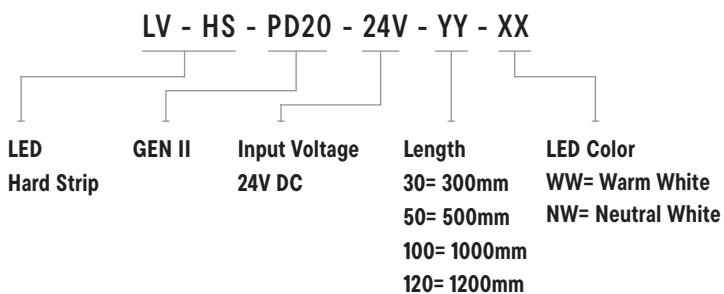 LV - HS - PD20 - 24V - YY - XX
LED
Hard Strip
GEN II
Input Voltage
24V DC
Length
30= 300mm
50= 500mm
100= 1000mm
120= 1200mm
LED Color
WW= Warm White
NW= Neutral White